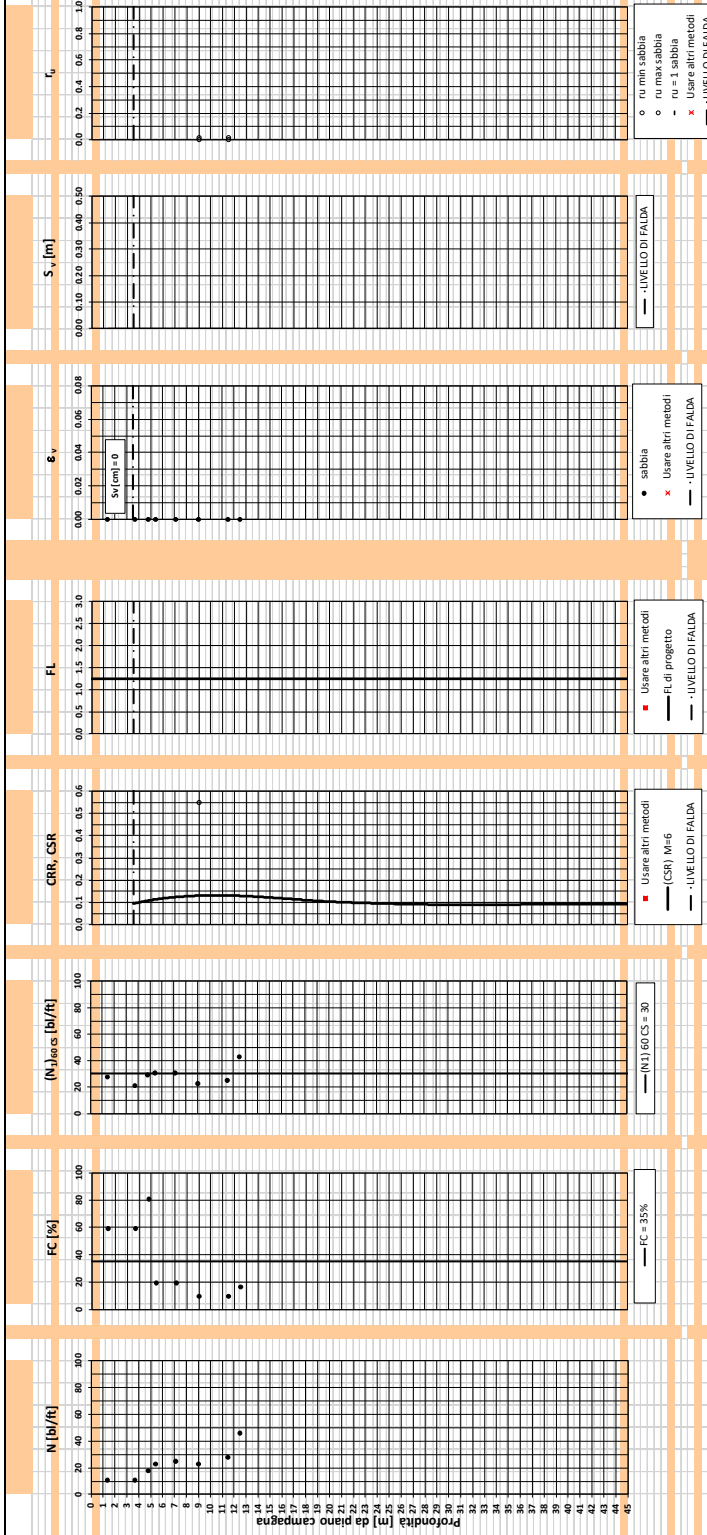 N [bl/ft]
0 20 40 60 80 100
Profondità [m] da piano campagna
0
1
2
3
4
5
6
7
8
9
10
11
12
13
14
15
16
17
18
19
20
21
22
23
24
25
26
27
28
29
30
31
32
33
34
35
36
37
38
39
40
41
42
43
44
45
FC [%]
0 20 40 60 80 100
FC = 35%
(N₁)₆₀ cs [bl/ft]
0 20 40 60 80 100
(N1) 60 CS = 30
CRR, CSR
0.0 0.1 0.2 0.3 0.4 0.5 0.6
Usare altri metodi
(CSR) M=6
LIVELLO DI FALDA
FL
0.0 0.5 1.0 1.5 2.0 2.5 3.0
Usare altri metodi
FL di progetto
LIVELLO DI FALDA
εᵥ
0.00 0.02 0.04 0.06 0.08
Sv [cm] = 0
sabbia
Usare altri metodi
LIVELLO DI FALDA
Sᵥ [m]
0.00 0.10 0.20 0.30 0.40 0.50
LIVELLO DI FALDA
rᵤ
0.0 0.2 0.4 0.6 0.8 1.0
ru min sabbia
ru max sabbia
ru = 1 sabbia
Usare altri metodi
LIVELLO DI FALDA